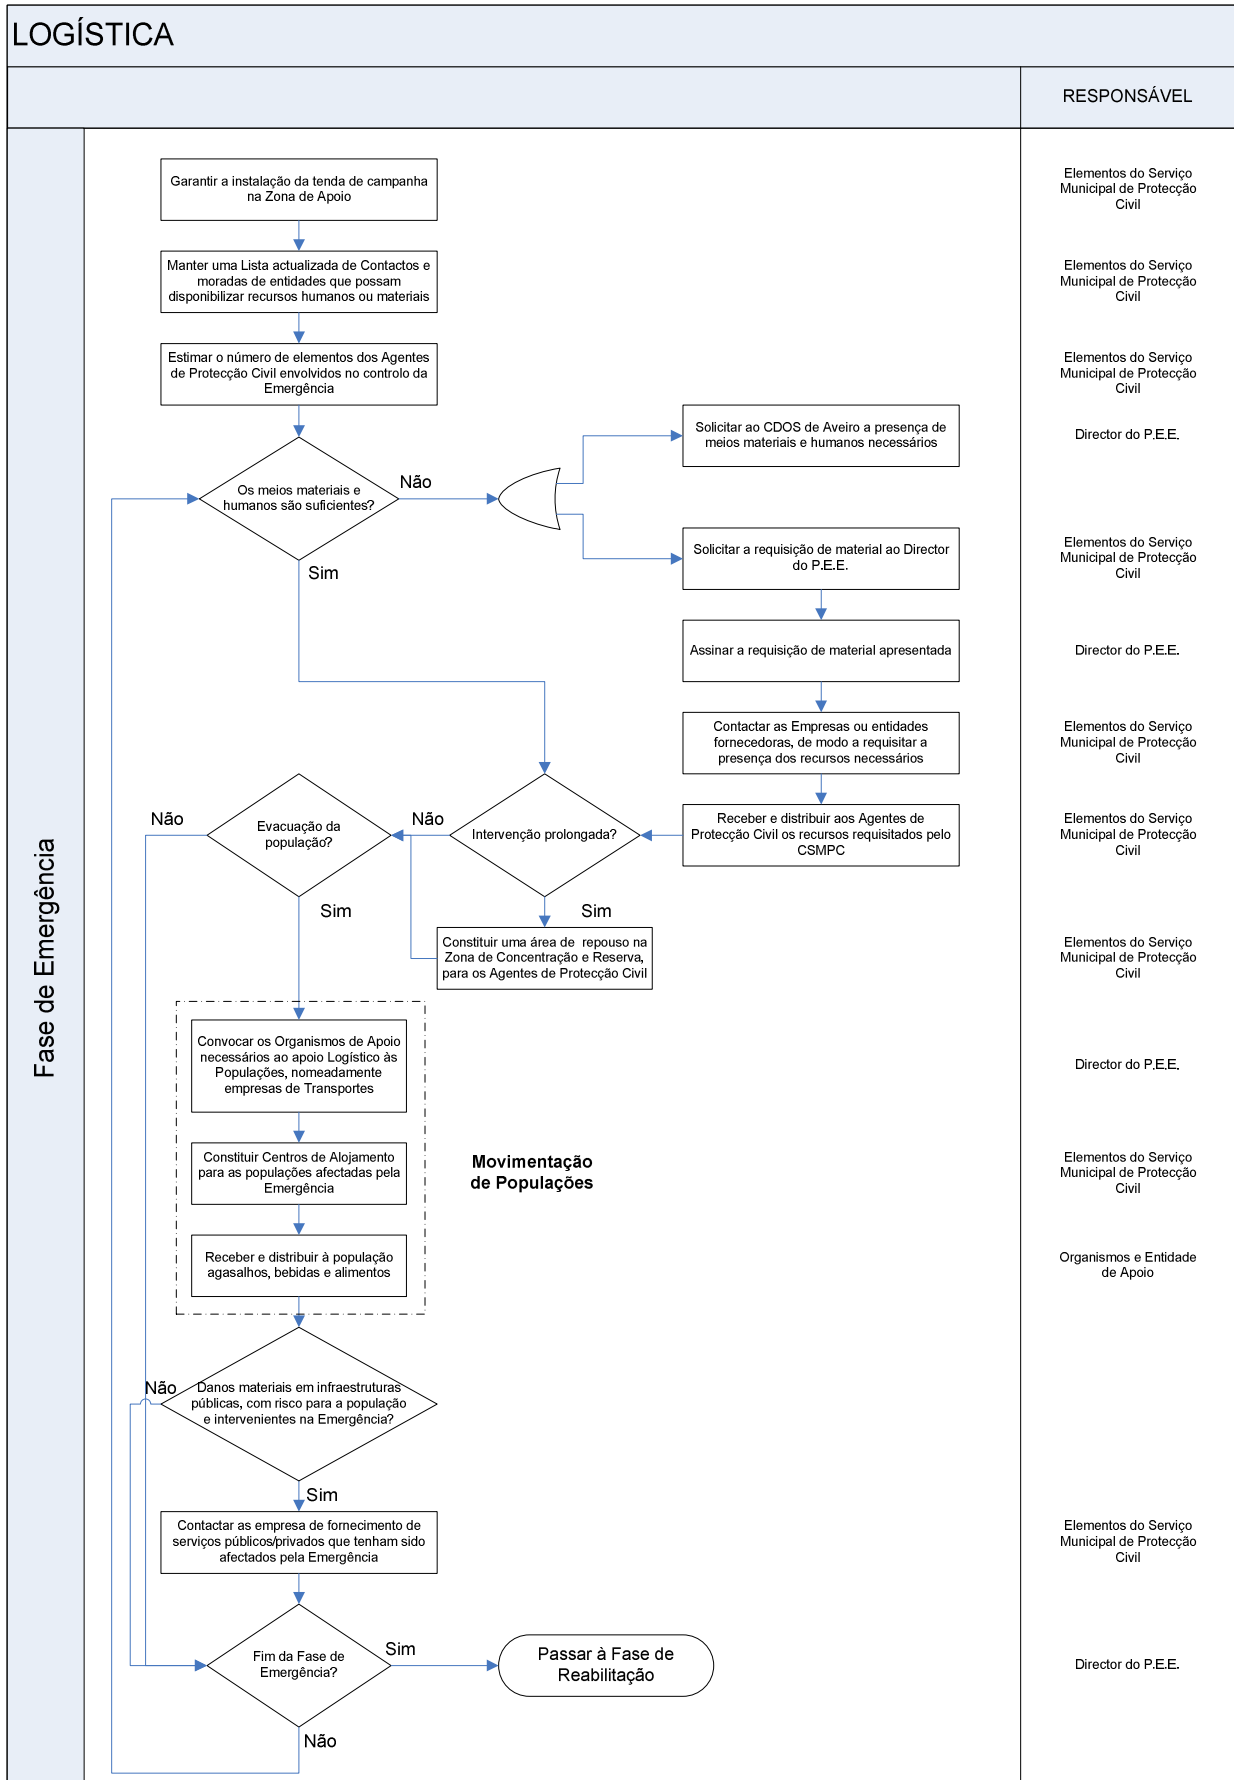 LOGÍSTICA
RESPONSÁVEL
Fase de Emergência
Garantir a instalação da tenda de campanha
na Zona de Apoio
Elementos do Serviço
Municipal de Protecção
Civil
Manter uma Lista actualizada de Contactos e
moradas de entidades que possam
disponibilizar recursos humanos ou materiais
Elementos do Serviço
Municipal de Protecção
Civil
Estimar o número de elementos dos Agentes
de Protecção Civil envolvidos no controlo da
Emergência
Elementos do Serviço
Municipal de Protecção
Civil
Solicitar ao CDOS de Aveiro a presença de
meios materiais e humanos necessários
Director do P.E.E.
Os meios materiais e
humanos são suficientes?
Não
Sim
Solicitar a requisição de material ao Director
do P.E.E.
Elementos do Serviço
Municipal de Protecção
Civil
Assinar a requisição de material apresentada
Director do P.E.E.
Contactar as Empresas ou entidades
fornecedoras, de modo a requisitar a
presença dos recursos necessários
Elementos do Serviço
Municipal de Protecção
Civil
Receber e distribuir aos Agentes de
Protecção Civil os recursos requisitados pelo
CSMPC
Elementos do Serviço
Municipal de Protecção
Civil
Intervenção prolongada?
Não
Sim
Evacuação da
população?
Não
Sim
Constituir uma área de repouso na
Zona de Concentração e Reserva,
para os Agentes de Protecção Civil
Elementos do Serviço
Municipal de Protecção
Civil
Convocar os Organismos de Apoio
necessários ao apoio Logístico às
Populações, nomeadamente
empresas de Transportes
Director do P.E.E.
Constituir Centros de Alojamento
para as populações afectadas pela
Emergência
Movimentação
de Populações
Elementos do Serviço
Municipal de Protecção
Civil
Receber e distribuir à população
agasalhos, bebidas e alimentos
Organismos e Entidade
de Apoio
Não
Danos materiais em infraestruturas
públicas, com risco para a população
e intervenientes na Emergência?
Sim
Contactar as empresa de fornecimento de
serviços públicos/privados que tenham sido
afectados pela Emergência
Elementos do Serviço
Municipal de Protecção
Civil
Fim da Fase de
Emergência?
Sim
Não
Passar à Fase de
Reabilitação
Director do P.E.E.